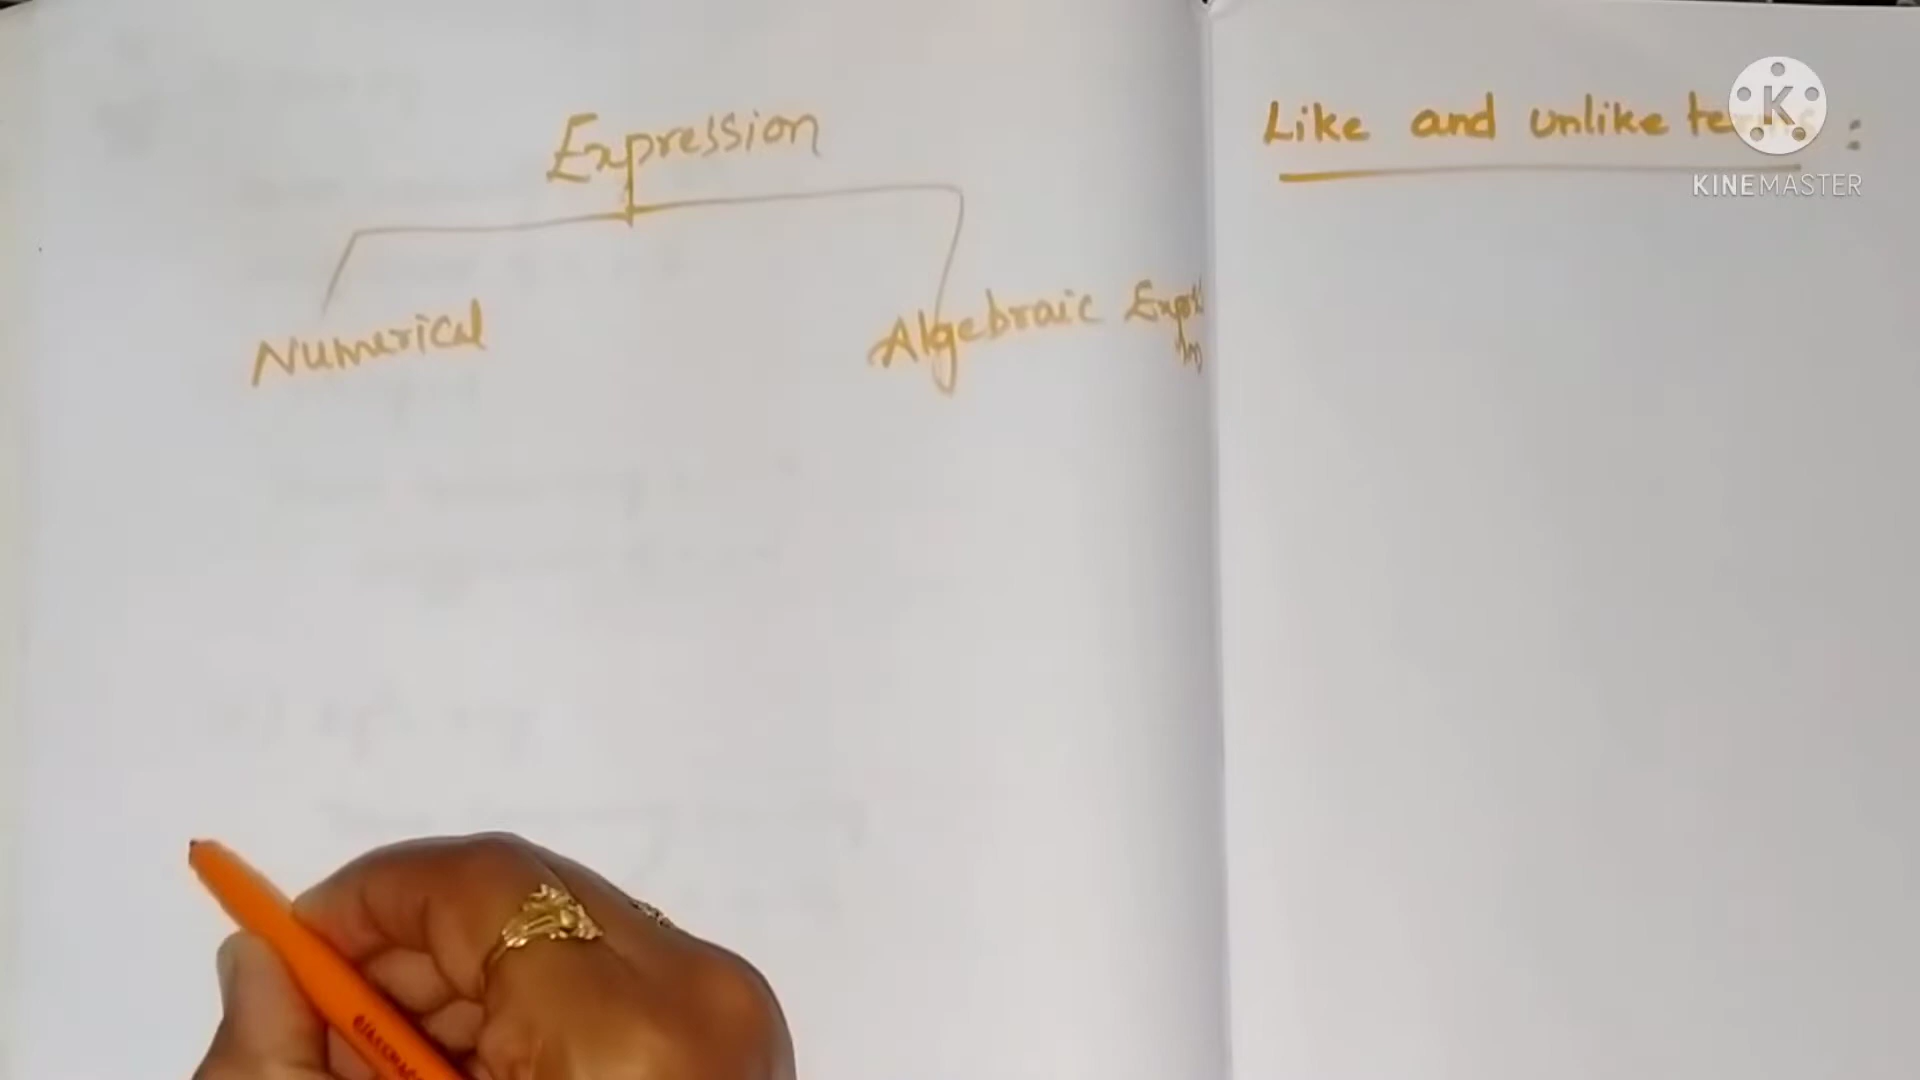 Expression
Numerical
Algebraic
Like and unlike :
KINEMASTER